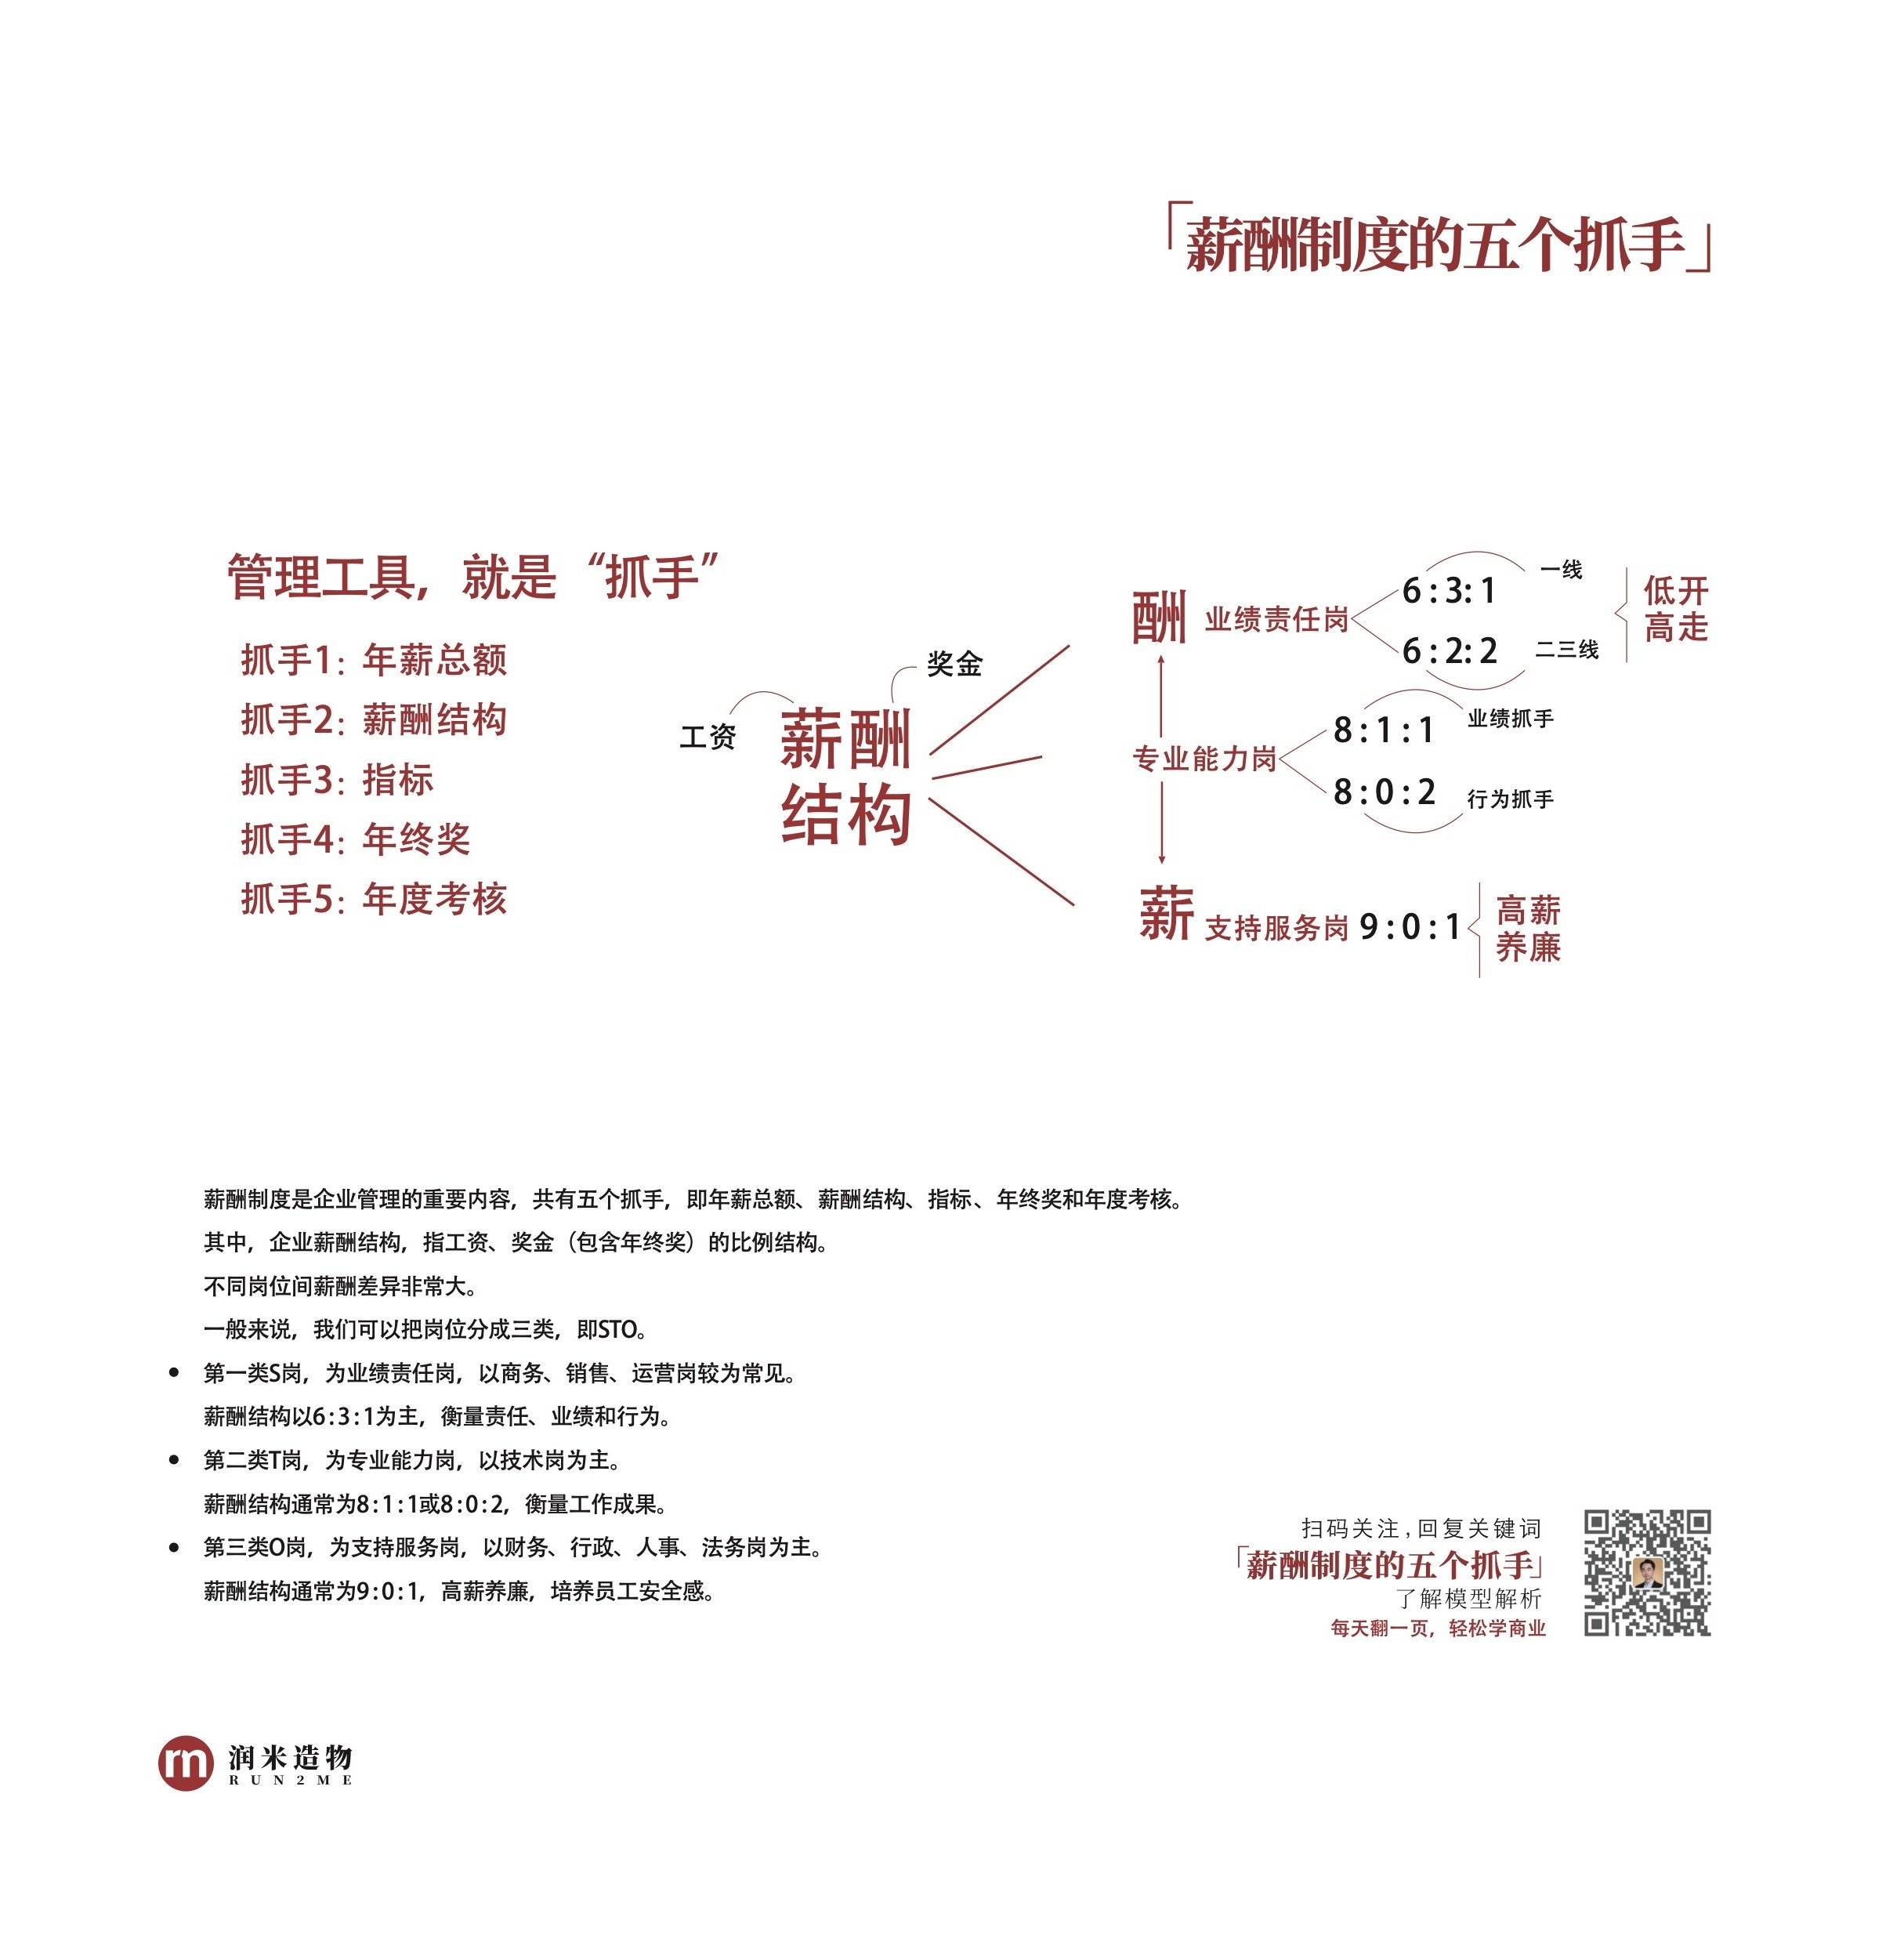 「薪酬制度的五个抓手」
管理工具，就是“抓手”
抓手1：年薪总额
抓手2：薪酬结构
抓手3：指标
抓手4：年终奖
抓手5：年度考核
工资
奖金
薪酬
结构
酬 业绩责任岗
6:3:1 一线
6:2:2 二三线
低开
高走
专业能力岗
8:1:1 业绩抓手
8:0:2 行为抓手
薪 支持服务岗 9:0:1
高薪
养廉
薪酬制度是企业管理的重要内容，共有五个抓手，即年薪总额、薪酬结构、指标、年终奖和年度考核。
其中，企业薪酬结构，指工资、奖金（包含年终奖）的比例结构。
不同岗位间薪酬差异非常大。
一般来说，我们可以把岗位分成三类，即STO。
● 第一类S岗，为业绩责任岗，以商务、销售、运营岗较为常见。
薪酬结构以6:3:1为主，衡量责任、业绩和行为。
● 第二类T岗，为专业能力岗，以技术岗为主。
薪酬结构通常为8:1:1或8:0:2，衡量工作成果。
● 第三类O岗，为支持服务岗，以财务、行政、人事、法务岗为主。
薪酬结构通常为9:0:1，高薪养廉，培养员工安全感。
扫码关注，回复关键词
「薪酬制度的五个抓手」
了解模型解析
每天翻一页，轻松学商业
m 润米造物
RUN2ME